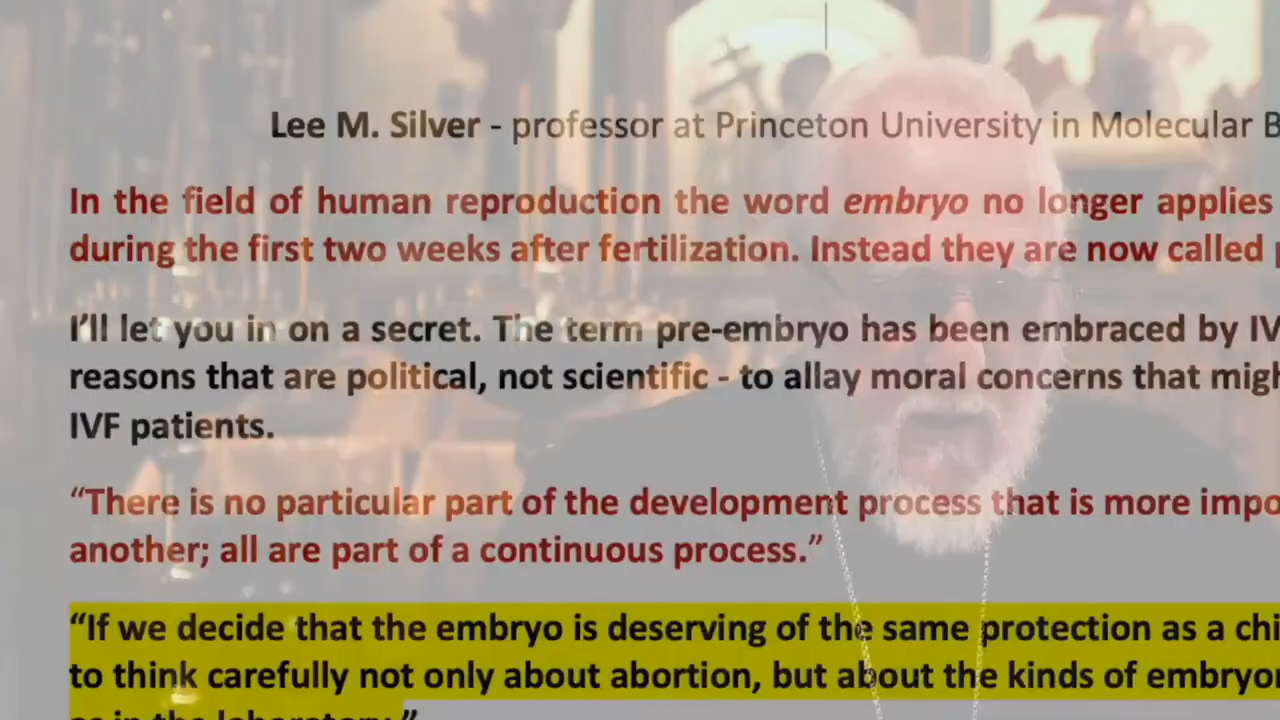 Lee M. Silver - professor at Princeton University in Molecular
In the field of human reproduction the word embryo no longer applies
during the first two weeks after fertilization. Instead they are now called
I'll let you in on a secret. The term pre-embryo has been embraced by
reasons that are political, not scientific - to allay moral concerns that
IVF patients.
“There is no particular part of the development process that is more
another; all are part of a continuous process.”
“If we decide that the embryo is deserving of the same protection as a
to think carefully not only about abortion, but about the kinds of
as in the laboratory.”